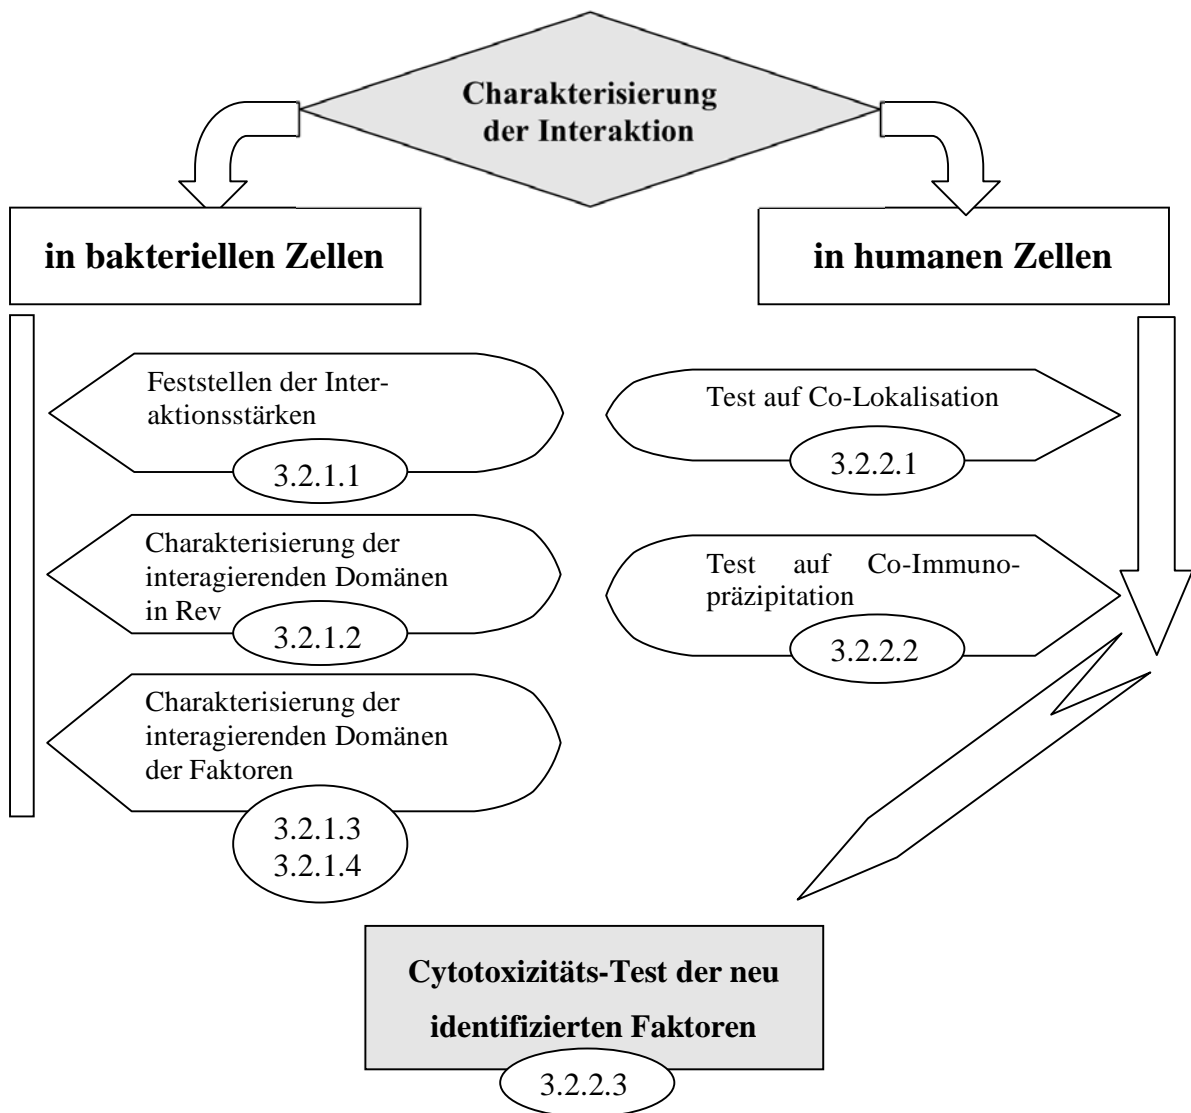 Charakterisierung
der Interaktion
in bakteriellen Zellen
in humanen Zellen
Feststellen der Inter-
aktionsstärken
3.2.1.1
Charakterisierung der
interagierenden Domänen
in Rev
3.2.1.2
Charakterisierung der
interagierenden Domänen
der Faktoren
3.2.1.3
3.2.1.4
Test auf Co-Lokalisation
3.2.2.1
Test auf Co-Immuno-
präzipitation
3.2.2.2
Cytotoxizitäts-Test der neu
identifizierten Faktoren
3.2.2.3